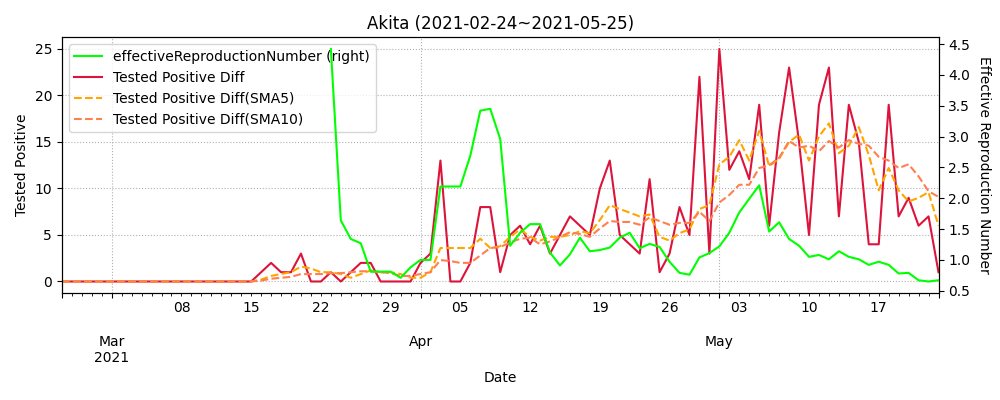 Akita (2021-02-24~2021-05-25)
effectiveReproductionNumber (right)
Tested Positive Diff
Tested Positive Diff(SMA5)
Tested Positive Diff(SMA10)
Tested Positive
25
20
15
10
5
0
4.5
4.0
3.5
3.0
2.5
2.0
1.5
1.0
0.5
Effective Reproduction Number
08 15 22 29 05 12 19 26 03 10 17
Mar Apr May
2021
Date